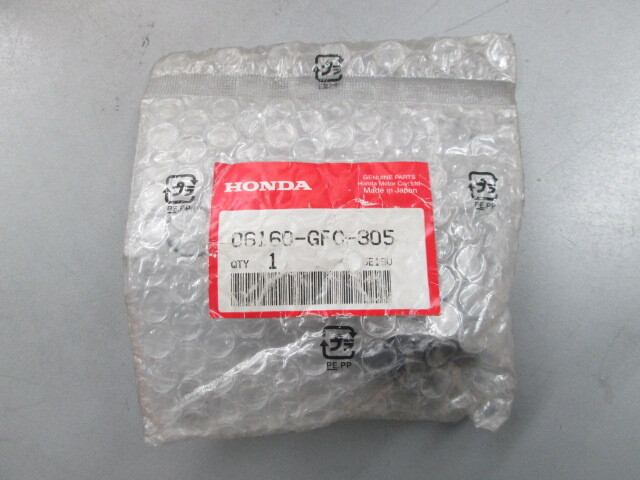 プラ
PE,PP
プラ
PE,PP
HONDA
GENUINE PARTS
Honda Motor Co., Ltd.
Made in Japan
プラ
PE,PP
06160-GFC-305
QTY 1
プラ
PE,PP